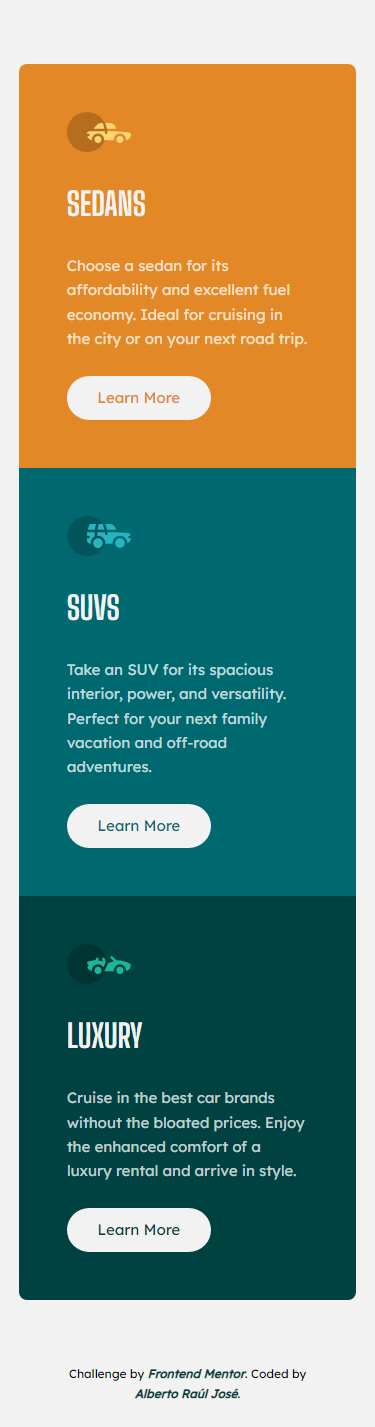 SEDANS
Choose a sedan for its
affordability and excellent fuel
economy. Ideal for cruising in
the city or on your next road trip.
Learn More
SUVS
Take an SUV for its spacious
interior, power, and versatility.
Perfect for your next family
vacation and off-road
adventures.
Learn More
LUXURY
Cruise in the best car brands
without the bloated prices. Enjoy
the enhanced comfort of a
luxury rental and arrive in style.
Learn More
Challenge by Frontend Mentor. Coded by
Alberto Raúl José.